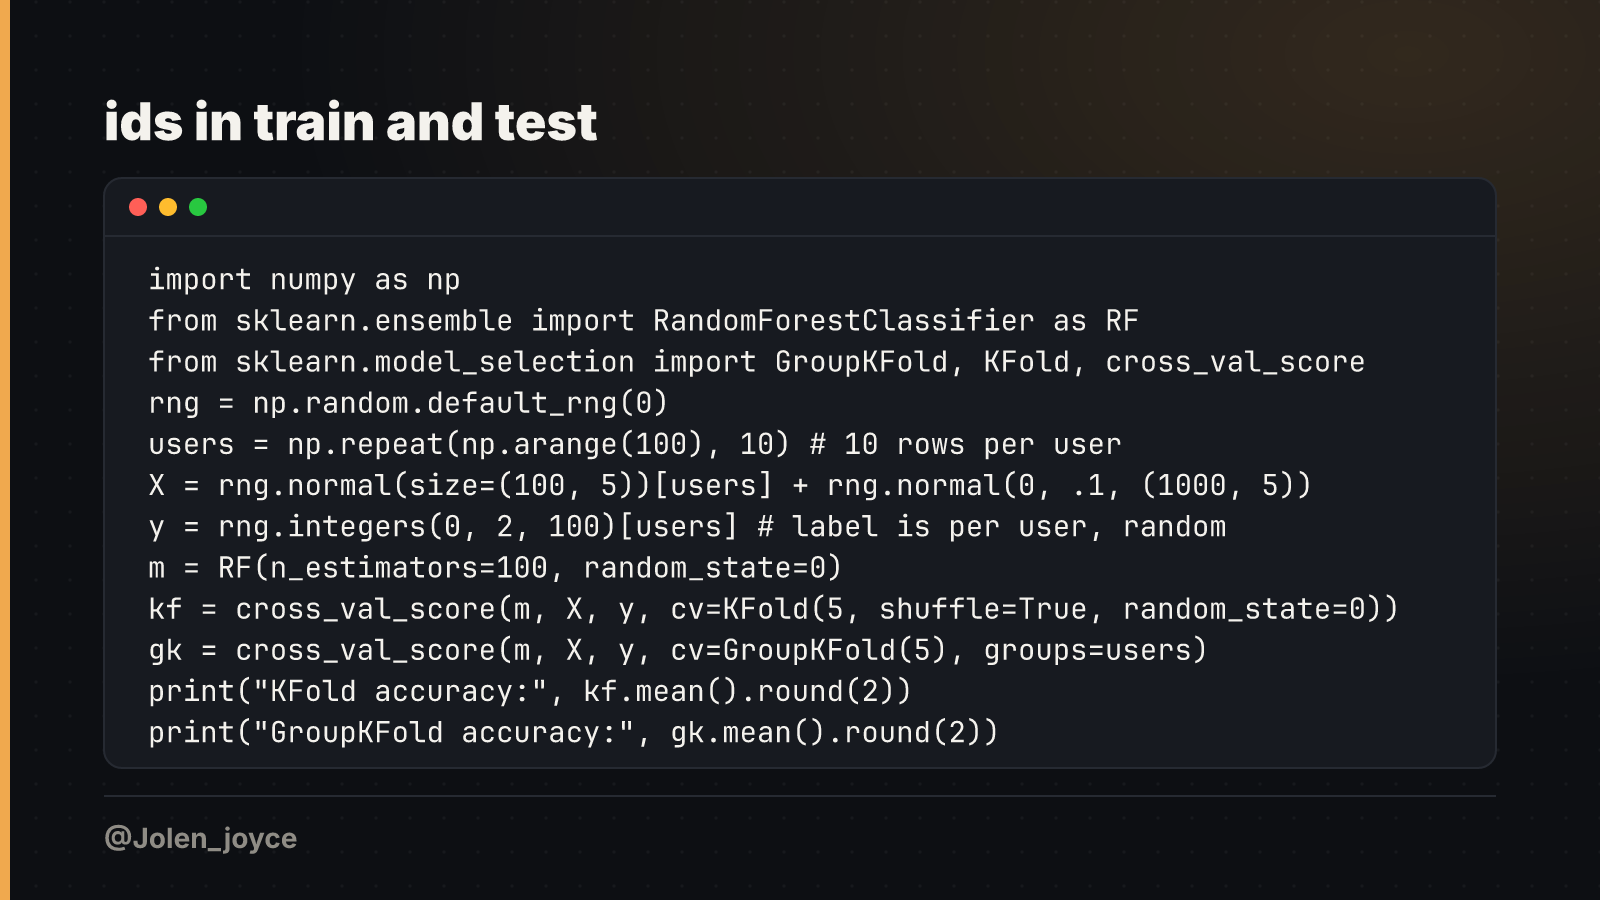 ids in train and test
import numpy as np
from sklearn.ensemble import RandomForestClassifier as RF
from sklearn.model_selection import GroupKFold, KFold, cross_val_score
rng = np.random.default_rng(0)
users = np.repeat(np.arange(100), 10) # 10 rows per user
X = rng.normal(size=(100, 5))[users] + rng.normal(0, .1, (1000, 5))
y = rng.integers(0, 2, 100)[users] # label is per user, random
m = RF(n_estimators=100, random_state=0)
kf = cross_val_score(m, X, y, cv=KFold(5, shuffle=True, random_state=0))
gk = cross_val_score(m, X, y, cv=GroupKFold(5), groups=users)
print("KFold accuracy:", kf.mean().round(2))
print("GroupKFold accuracy:", gk.mean().round(2))
@Jolen_joyce